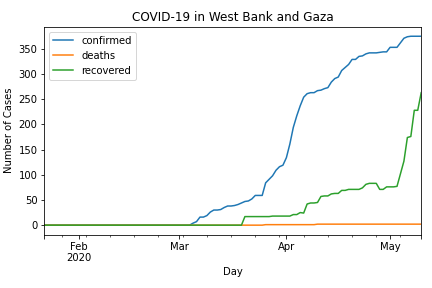 COVID-19 in West Bank and Gaza
confirmed
deaths
recovered
Number of Cases
350
300
250
200
150
100
50
0
Feb
2020
Mar
Apr
May
Day